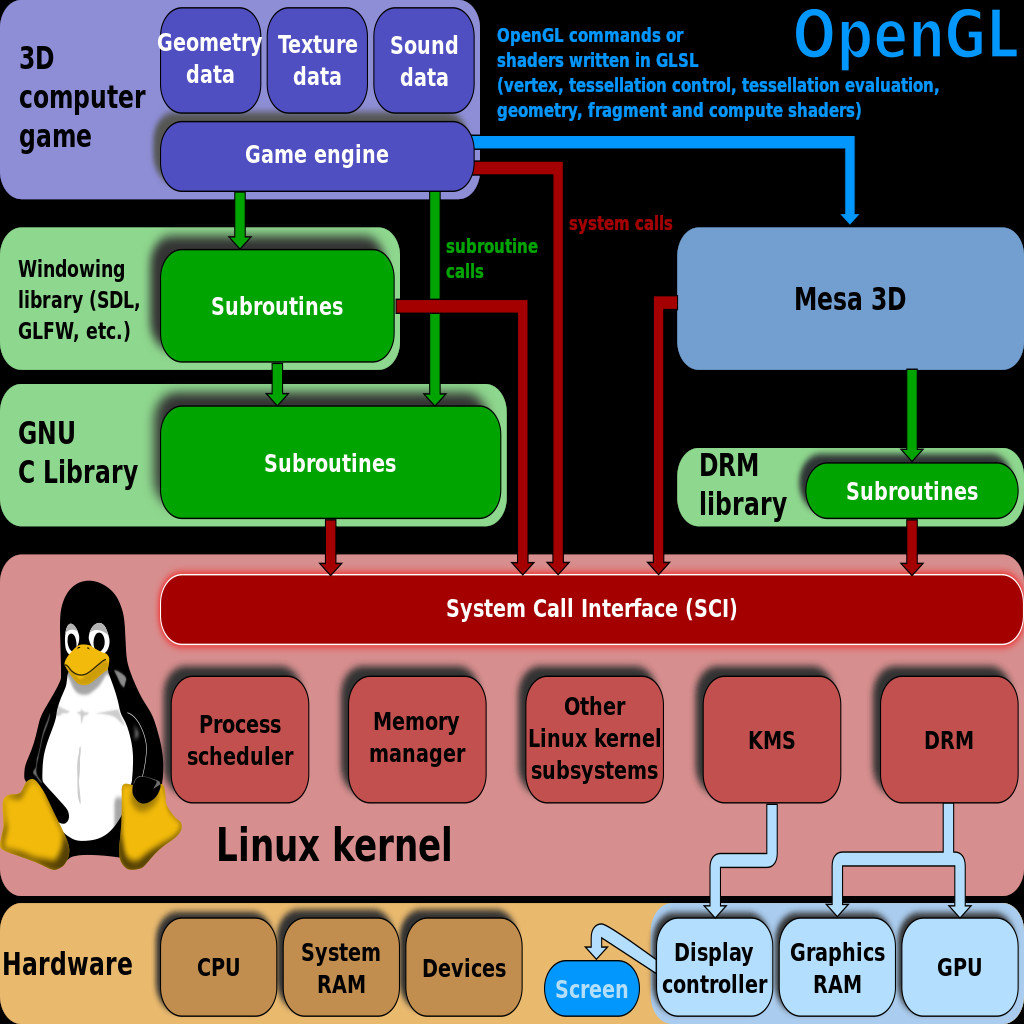 3D
computer
game
Geometry
data
Texture
data
Sound
data
Game engine
OpenGL commands or
shaders written in GLSL
(vertex, tessellation control, tessellation evaluation,
geometry, fragment and compute shaders)
OpenGL
system calls
subroutine
calls
Windowing
library (SDL,
GLFW, etc.)
Subroutines
Mesa 3D
GNU
C Library
Subroutines
DRM
library
Subroutines
System Call Interface (SCI)
Process
scheduler
Memory
manager
Other
Linux kernel
subsystems
KMS
DRM
Linux kernel
Hardware
CPU
System
RAM
Devices
Screen
Display
controller
Graphics
RAM
GPU